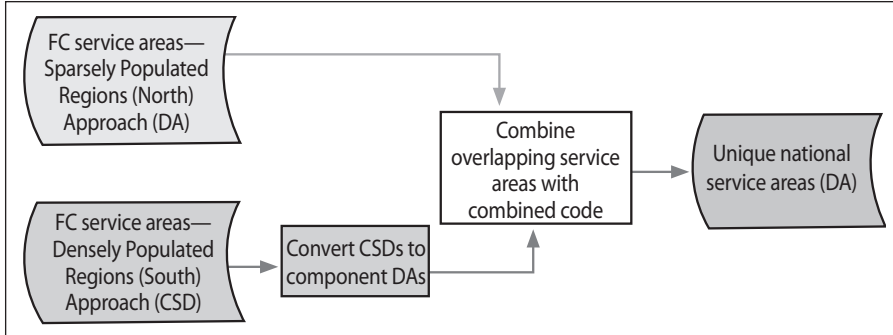 FC service areas—
Sparsely Populated
Regions (North)
Approach (DA)
FC service areas—
Densely Populated
Regions (South)
Approach (CSD)
Convert CSDs to
component DAs
Combine
overlapping service
areas with
combined code
Unique national
service areas (DA)